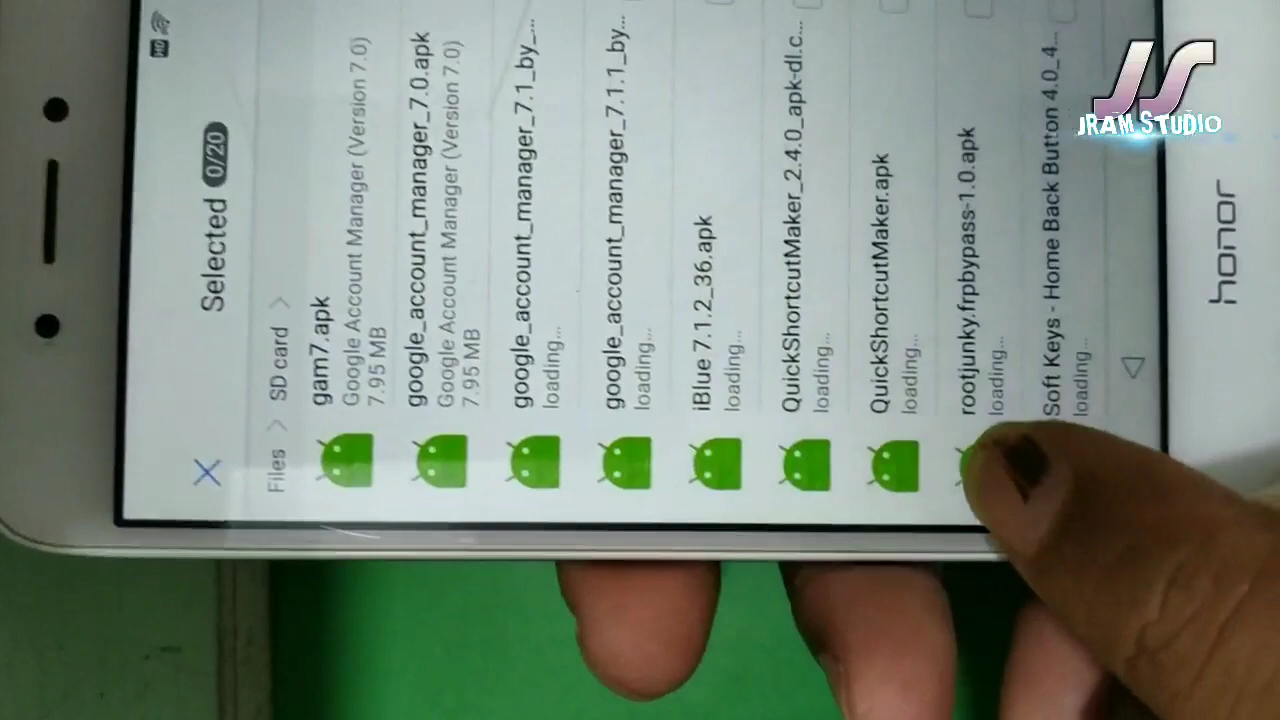 Selected 0/20
Files > SD card >
gam7.apk
Google Account Manager (Version 7.0)
7.95 MB
google_account_manager_7.0.apk
Google Account Manager (Version 7.0)
7.95 MB
google_account_manager_7.1_by_...
loading...
google_account_manager_7.1.1_by...
loading...
iBlue 7.1.2_36.apk
loading...
QuickShortcutMaker_2.4.0_apk-dl.c...
loading...
QuickShortcutMaker.apk
loading...
rootjunky.frpbypass-1.0.apk
loading...
Soft Keys - Home Back Button 4.0_4...
loading...
honor
JS
JRAM STUDIO